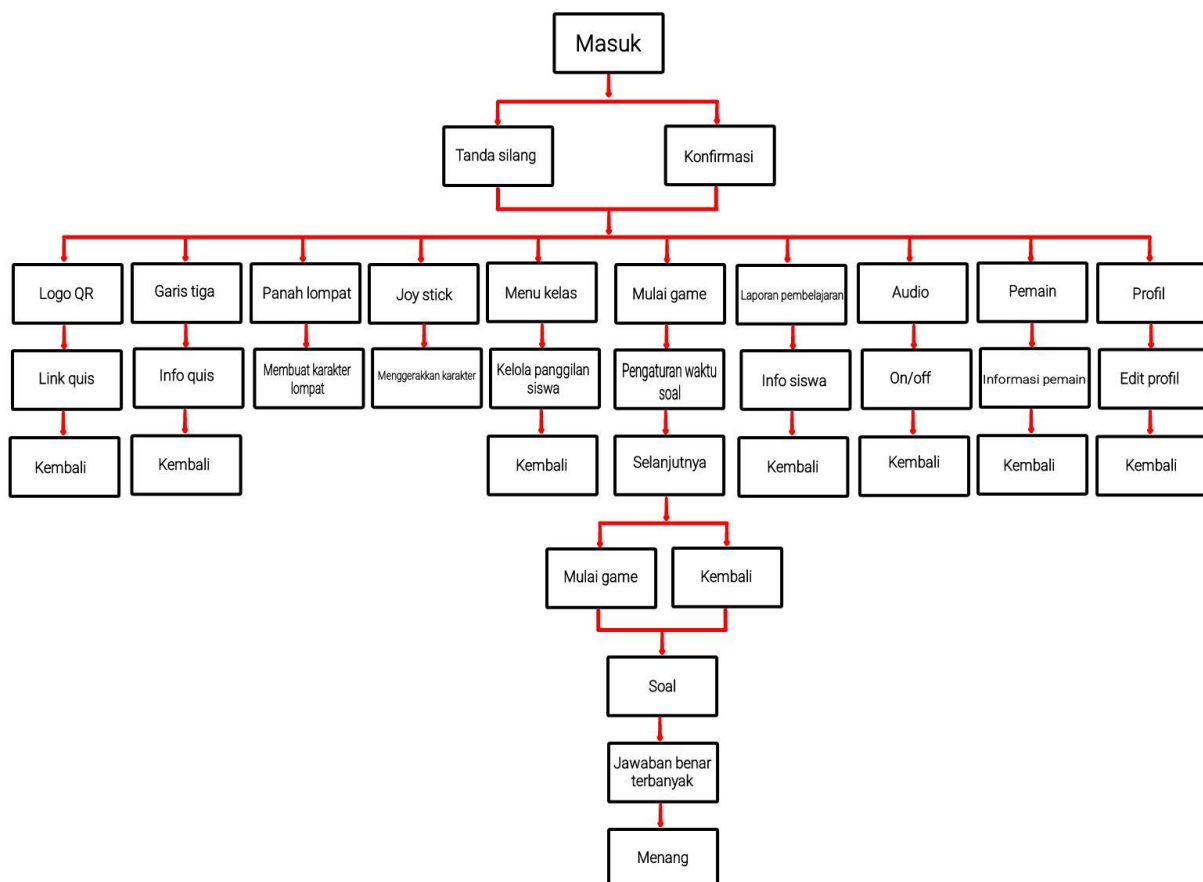 Masuk
Tanda silang
Konfirmasi
Logo QR
Garis tiga
Panah lompat
Joy stick
Menu kelas
Mulai game
Laporan pembelajaran
Audio
Pemain
Profil
Link quis
Info quis
Membuat karakter
lompat
Menggerakkan karakter
Kelola panggilan
siswa
Pengaturan waktu
soal
Info siswa
On/off
Informasi pemain
Edit profil
Kembali
Kembali
Kembali
Selanjutnya
Kembali
Kembali
Kembali
Kembali
Mulai game
Kembali
Soal
Jawaban benar
terbanyak
Menang